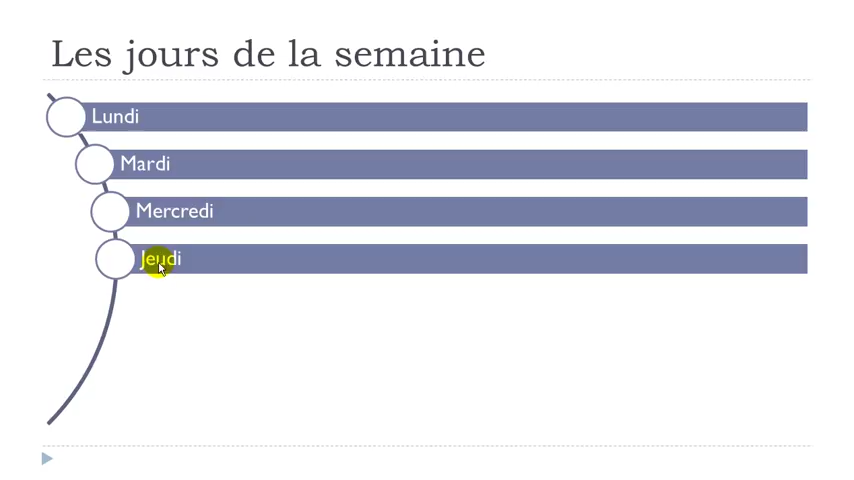 Les jours de la semaine
Lundi
Mardi
Mercredi
Jeudi